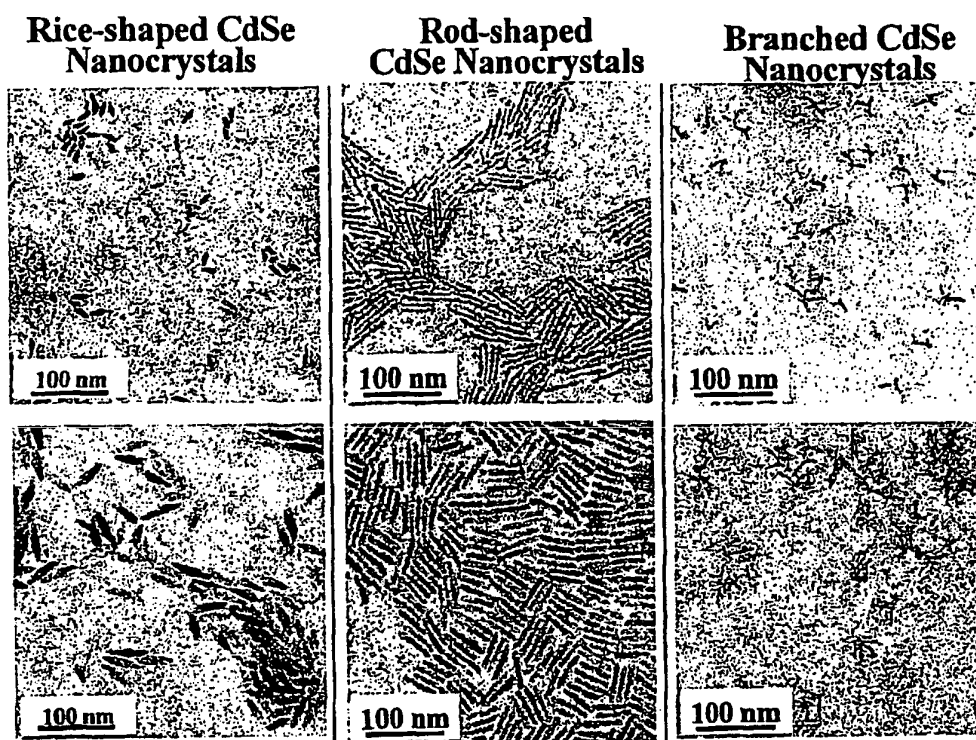 Rice-shaped CdSe
Nanocrystals
Rod-shaped
CdSe Nanocrystals
Branched CdSe
Nanocrystals
100 nm
100 nm
100 nm
100 nm
100 nm
100 nm